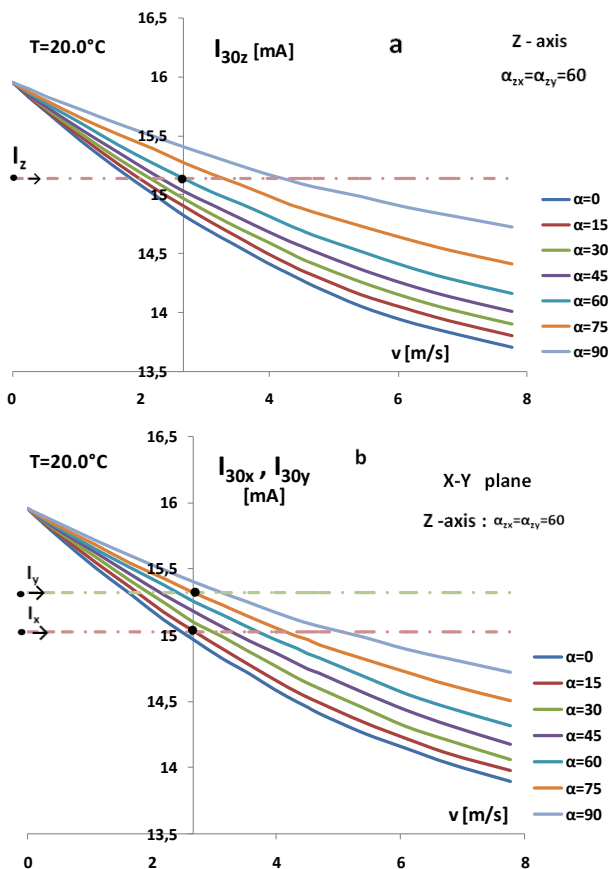 16,5
T=20.0°C
I30z [mA]
a
Z - axis
αzx=αzy=60
16
15,5
Iz
15
14,5
14
13,5
v [m/s]
0 2 4 6 8
α=0
α=15
α=30
α=45
α=60
α=75
α=90
16,5
T=20.0°C
I30x , I30y
[mA]
b
X-Y plane
Z -axis : αzx=αzy=60
16
15,5
Iy
Ix
15
14,5
14
13,5
v [m/s]
0 2 4 6 8
α=0
α=15
α=30
α=45
α=60
α=75
α=90